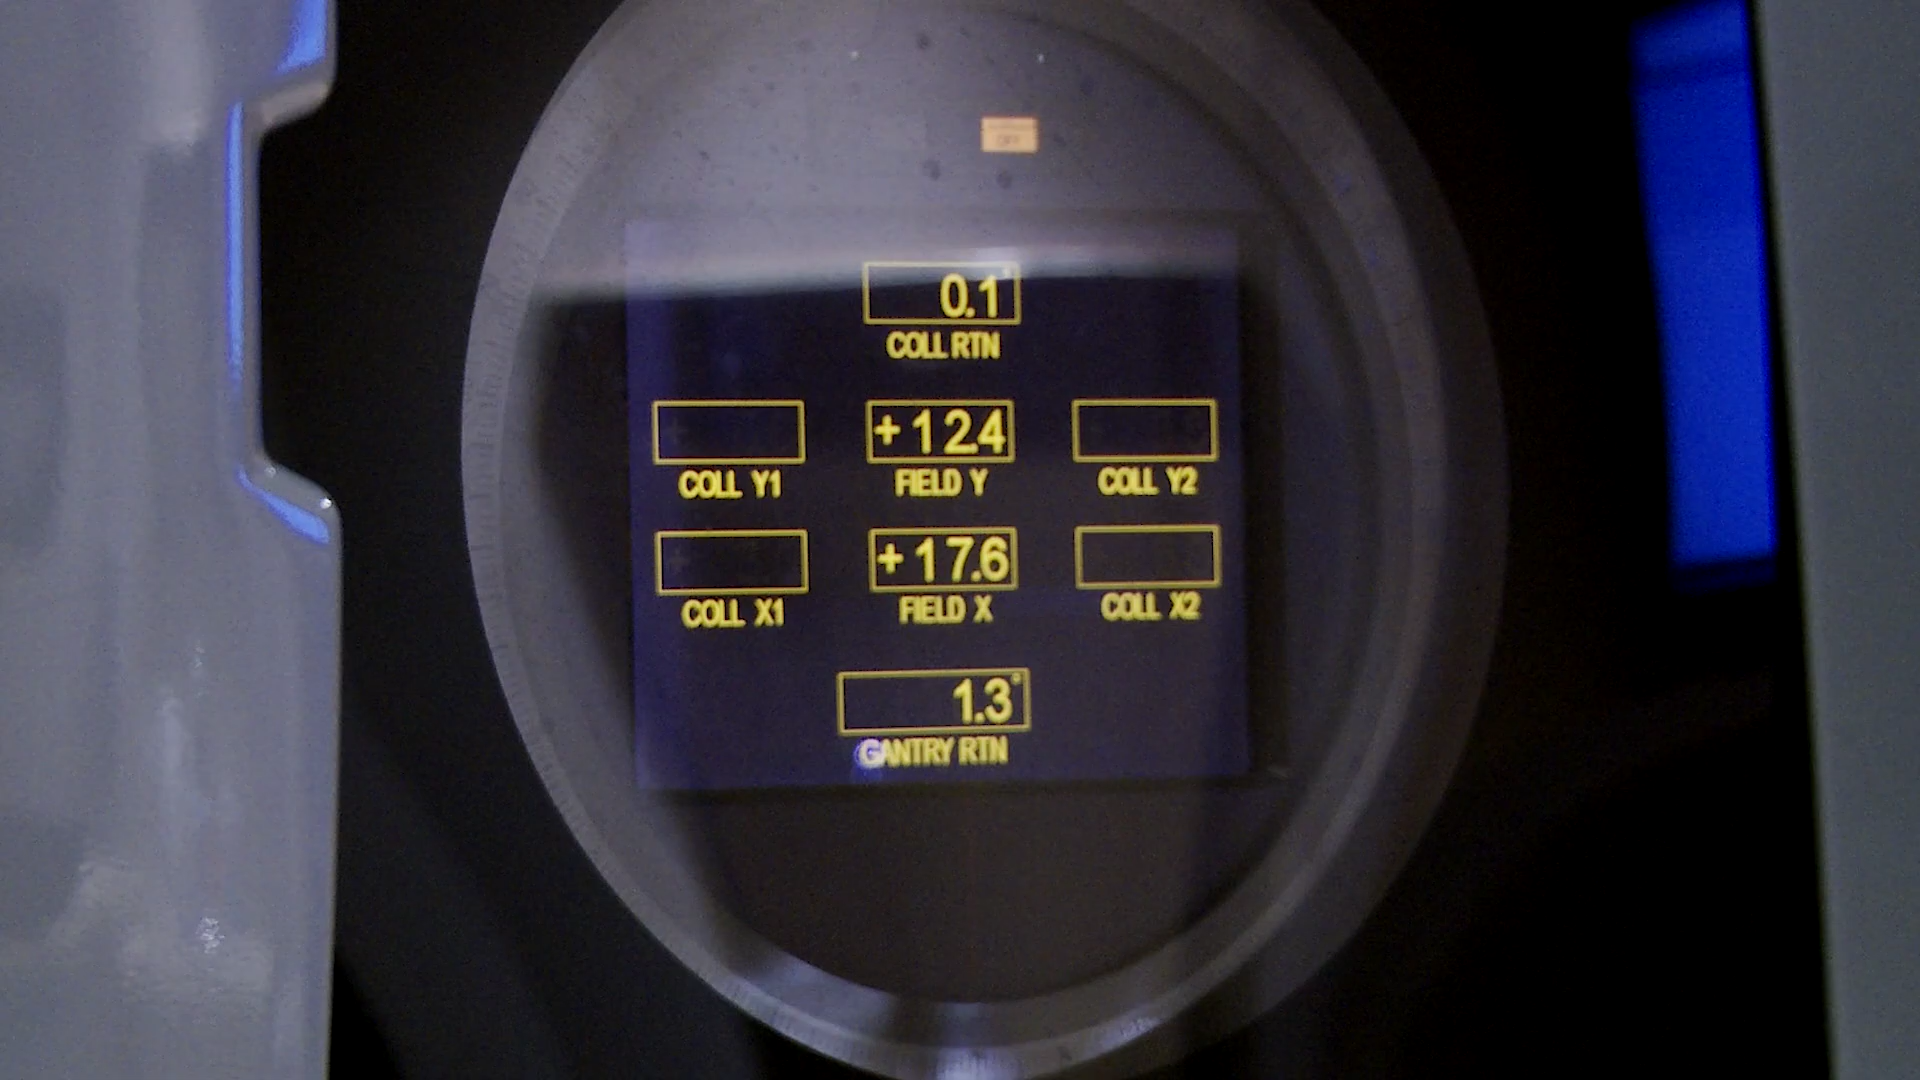 OFF
0.1°
COLL RTN
+12.4
COLL Y1 FIELD Y COLL Y2
+17.6
COLL X1 FIELD X COLL X2
1.3°
GANTRY RTN